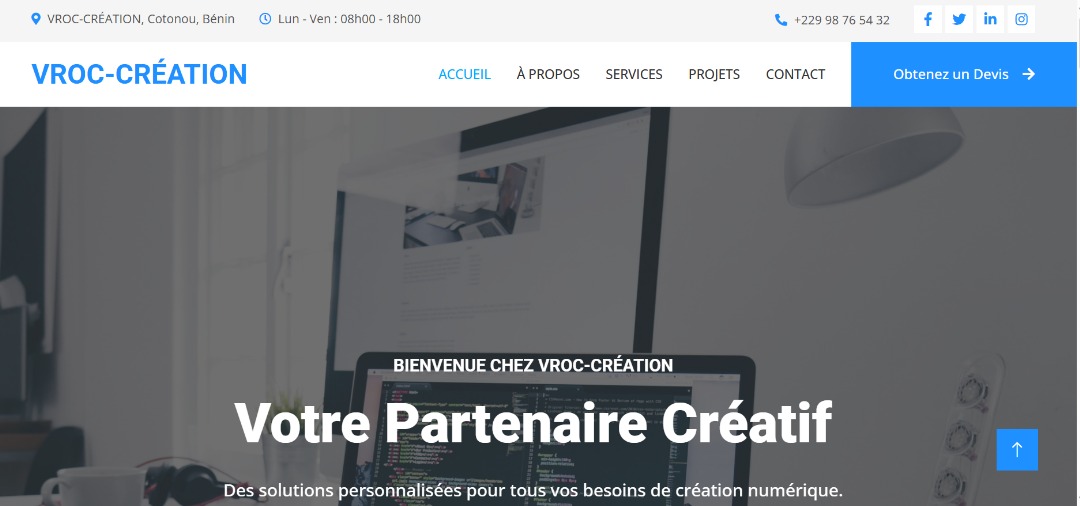 VROC-CRÉATION, Cotonou, Bénin
Lun - Ven : 08h00 - 18h00
+229 98 76 54 32
VROC-CRÉATION
ACCUEIL
À PROPOS
SERVICES
PROJETS
CONTACT
Obtenez un Devis
BIENVENUE CHEZ VROC-CRÉATION
Votre Partenaire Créatif
Des solutions personnalisées pour tous vos besoins de création numérique.